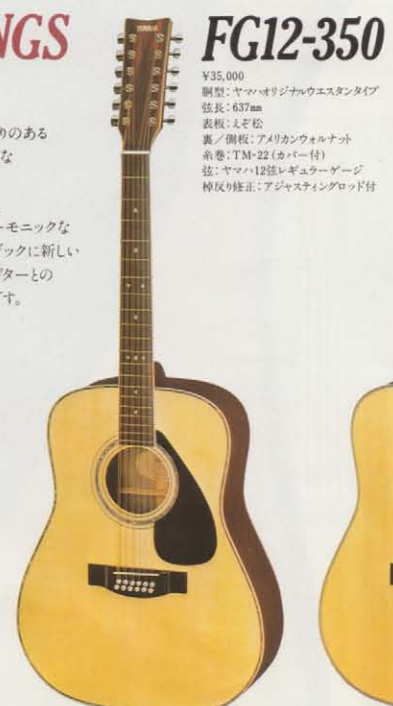 NGS
りのある
な
ーモニックな
ブックに新しい
ギターとの
です。
FG12-350
¥35,000
胴型：ヤマハオリジナルウエスタンタイプ
弦長：637mm
表板：えぞ松
裏／側板：アメリカンウォルナット
糸巻：TM-22（カバー付）
弦：ヤマハ12弦レギュラーゲージ
棹反り修正：アジャスティングロッド付
YAMAHA